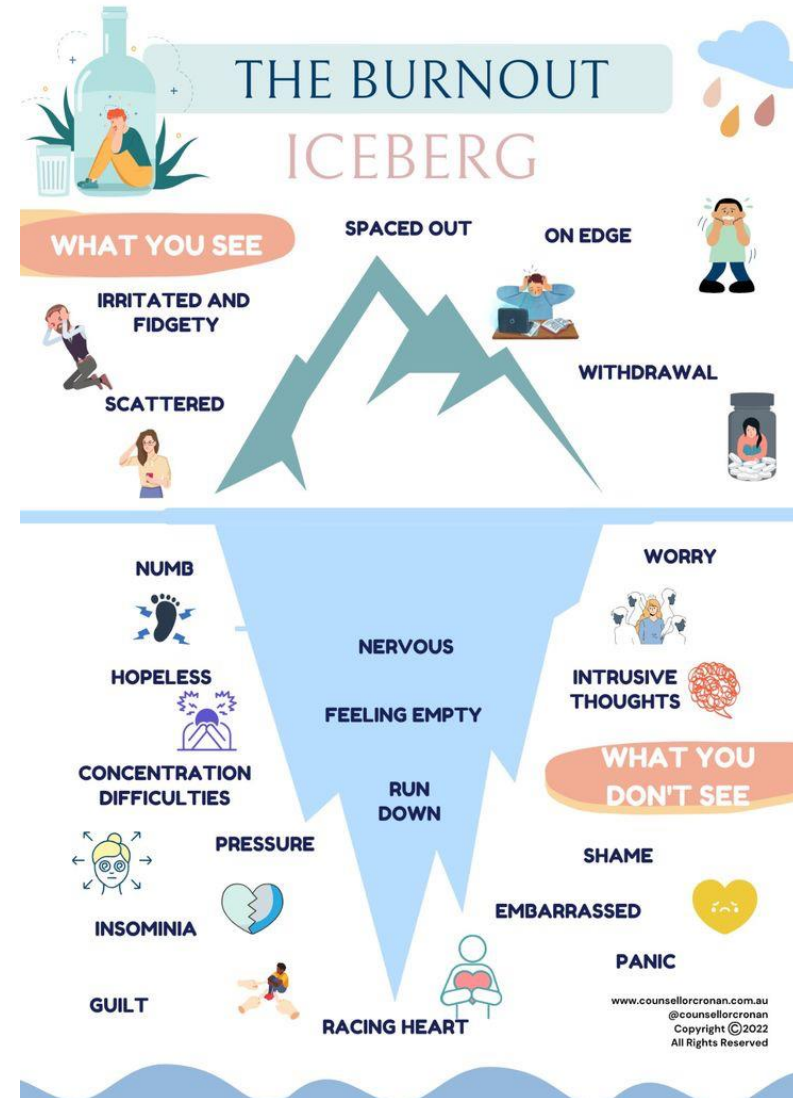 THE BURNOUT
ICEBERG
WHAT YOU SEE
SPACED OUT
ON EDGE
IRRITATED AND
FIDGETY
WITHDRAWAL
SCATTERED
NUMB
WORRY
NERVOUS
HOPELESS
INTRUSIVE
THOUGHTS
FEELING EMPTY
WHAT YOU
DON'T SEE
CONCENTRATION
DIFFICULTIES
RUN
DOWN
PRESSURE
SHAME
EMBARRASSED
INSOMINIA
PANIC
GUILT
RACING HEART
www.counsellorcronan.com.au
@counsellorcronan
Copyright Ⓒ2022
All Rights Reserved